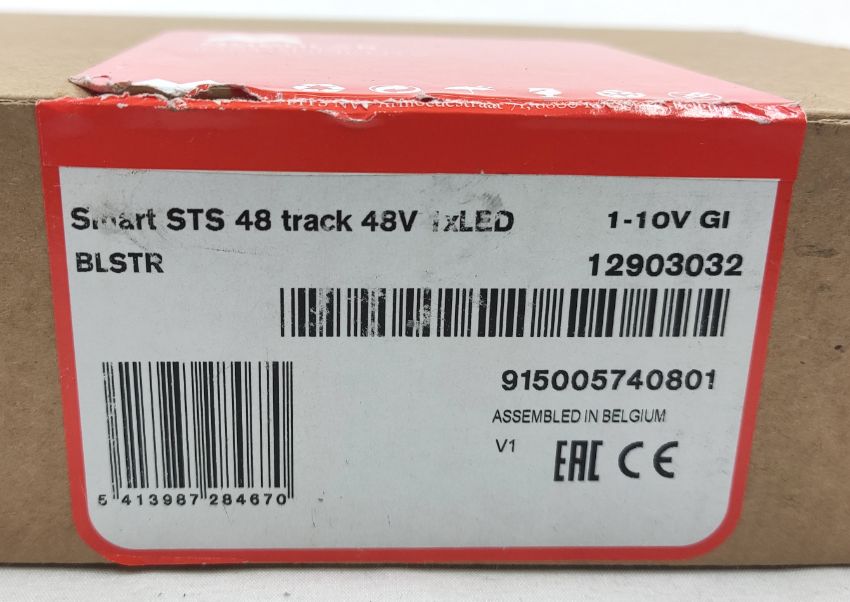 Smart STS 48 track 48V 1xLED 1-10V GI
BLSTR 12903032
915005740801
ASSEMBLED IN BELGIUM
V1 EAC CE
5 413987 284670